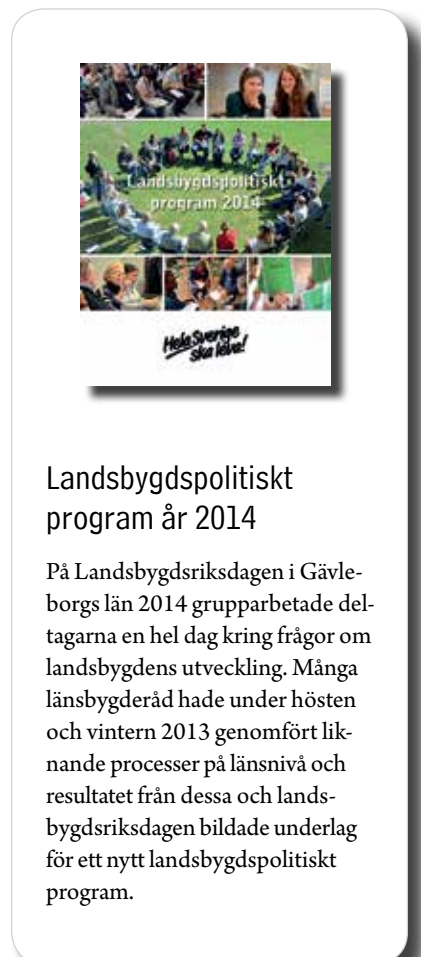 Landsbygdspolitiskt
program 2014
Hela Sverige
ska leva!
Landsbygdspolitiskt
program år 2014
På Landsbygdsriksdagen i Gävle-
borgs län 2014 grupparbetade del-
tagarna en hel dag kring frågor om
landsbygdens utveckling. Många
länsbygderåd hade under hösten
och vintern 2013 genomfört lik-
nande processer på länsnivå och
resultatet från dessa och lands-
bygdsriksdagen bildade underlag
för ett nytt landsbygdspolitiskt
program.